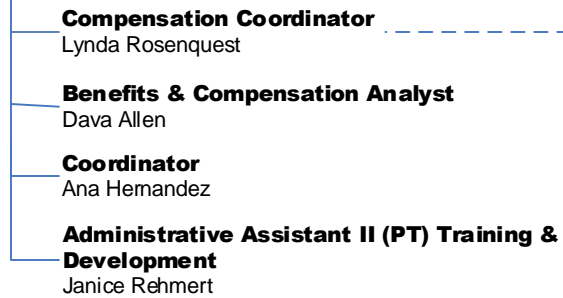 Compensation Coordinator
Lynda Rosenquest
Benefits & Compensation Analyst
Dava Allen
Coordinator
Ana Hernandez
Administrative Assistant II (PT) Training &
Development
Janice Rehmert